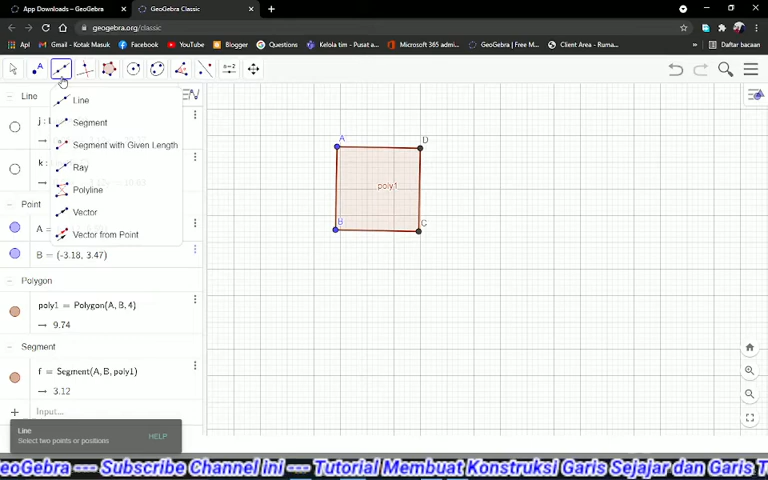 App Downloads – GeoGebra
GeoGebra Classic
geogebra.org/classic
Apl
Gmail - Kotak Masuk
Facebook
YouTube
Blogger
Questions
Kelola tim - Pusat a...
Microsoft 365 admi...
GeoGebra | Free M...
Client Area - Ruma...
»
Daftar bacaan
a=2
Line
Line
Segment
Segment with Given Length
Ray
Polyline
Vector
Vector from Point
j :
k :
Point
A =
B = (-3.18, 3.47)
Polygon
poly1 = Polygon(A, B, 4)
→ 9.74
Segment
f = Segment(A, B, poly1)
→ 3.12
Input...
Line
Select two points or positions
HELP
A
D
poly1
B
C
eoGebra --- Subscribe Channel ini --- Tutorial Membuat Konstruksi Garis Sejajar dan Garis T